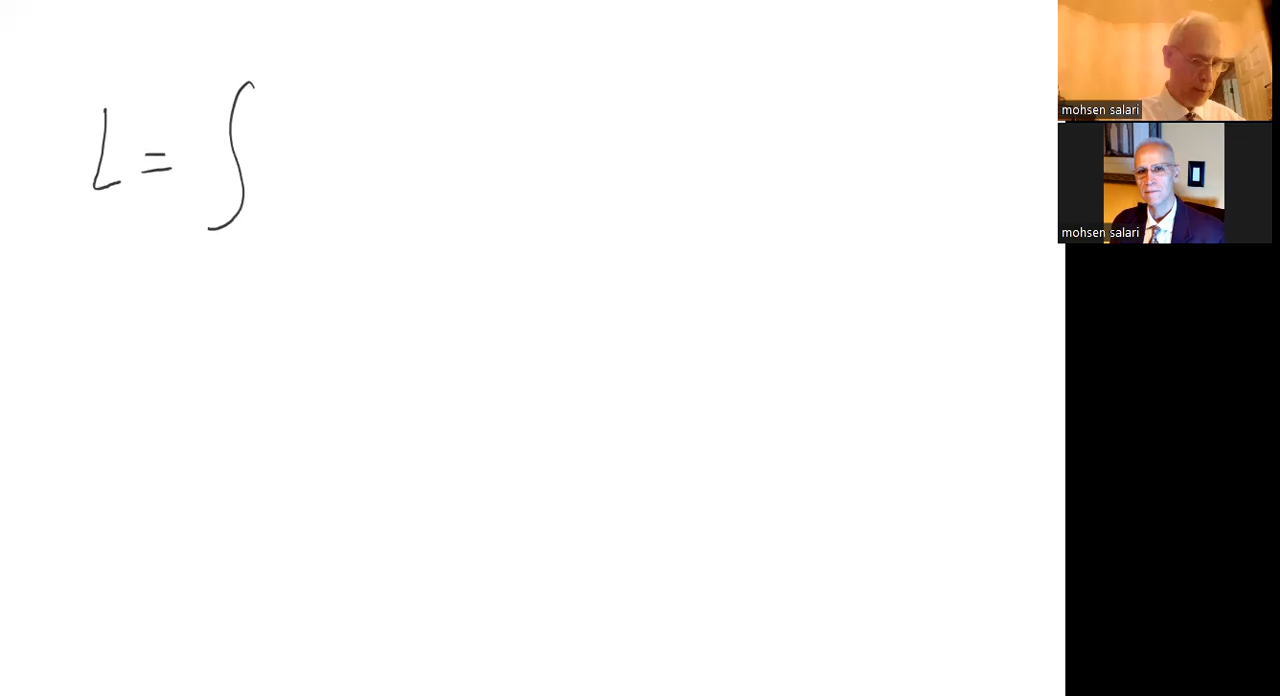 L = ∫
mohsen salari
mohsen salari